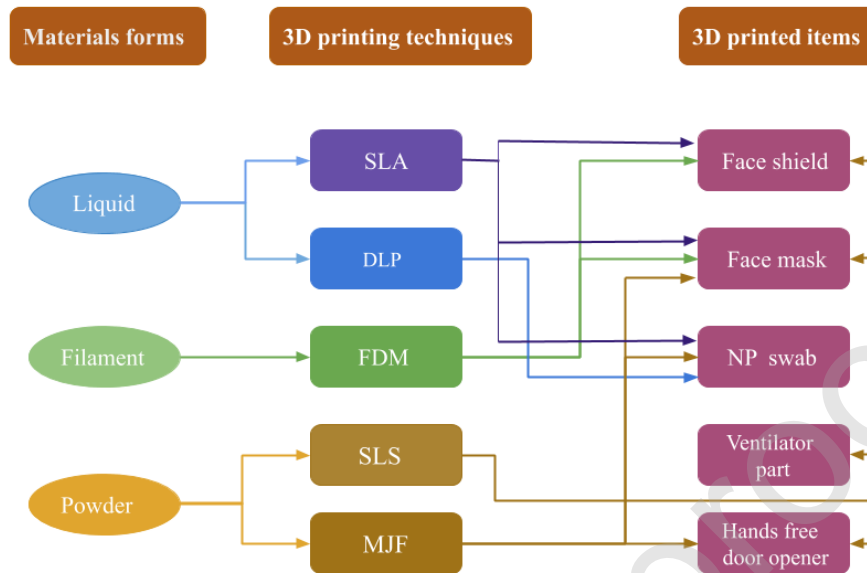 Materials forms
3D printing techniques
3D printed items
SLA
Face shield
Liquid
DLP
Face mask
Filament
FDM
NP swab
SLS
Ventilator
part
Powder
MJF
Hands free
door opener